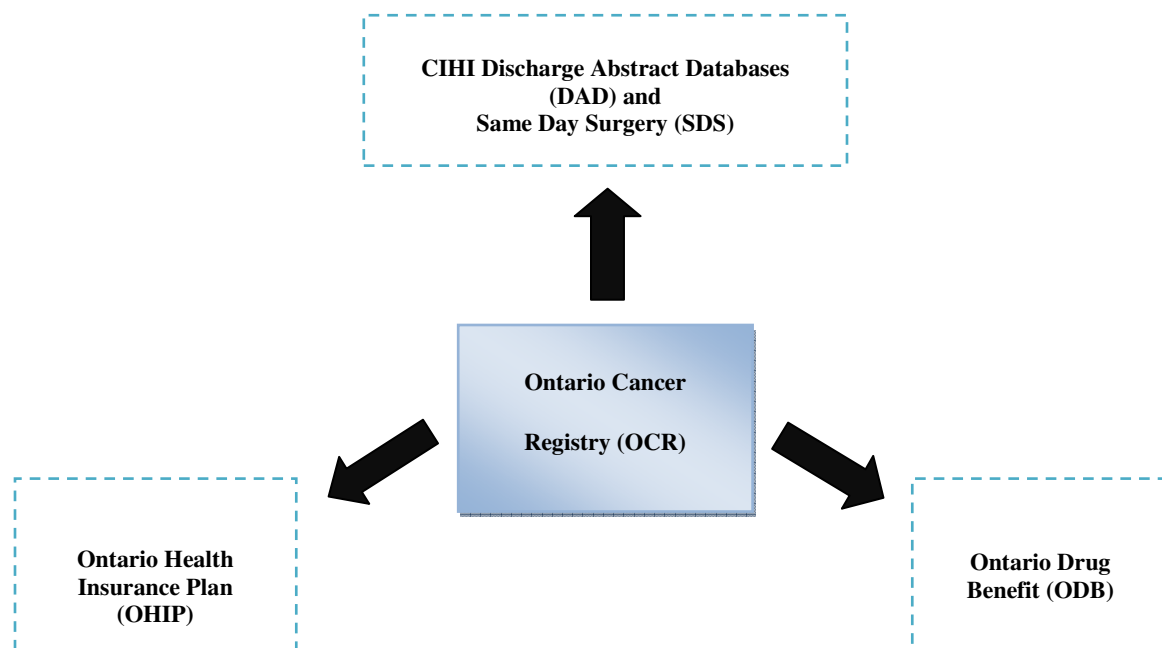 CIHI Discharge Abstract Databases
(DAD) and
Same Day Surgery (SDS)
Ontario Cancer
Registry (OCR)
Ontario Health
Insurance Plan
(OHIP)
Ontario Drug
Benefit (ODB)